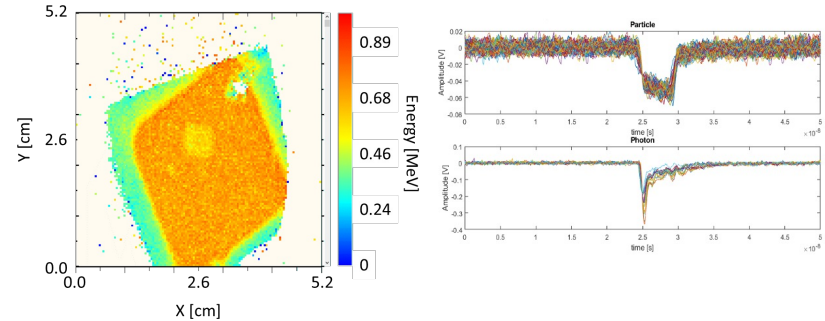 5.2
Y [cm]
2.6
0.0
0.0
2.6
5.2
X [cm]
0.89
0.68
0.46
0.24
0
Energy [MeV]
Particle
0.02
0
-0.02
-0.04
-0.06
-0.08
Amplitude [V]
0 0.5 1 1.5 2 2.5 3 3.5 4 4.5 5
time [s]
×10⁻⁸
Photon
0.1
0
-0.1
-0.2
-0.3
-0.4
Amplitude [V]
0 0.5 1 1.5 2 2.5 3 3.5 4 4.5 5
time [s]
×10⁻⁸